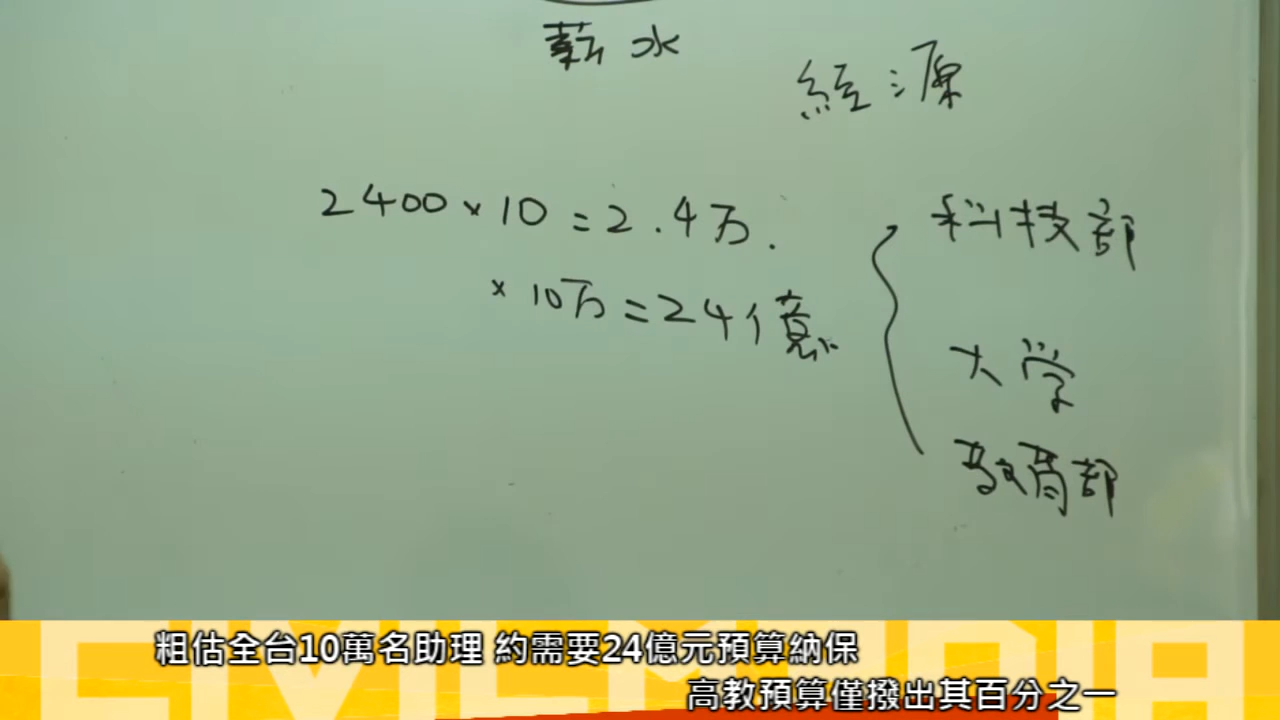 薪水
經源
2400×10=2.4万.
×10万=24億
科技部
大学
教育部
粗估全台10萬名助理 約需要24億元預算納保
高教預算僅撥出其百分之一